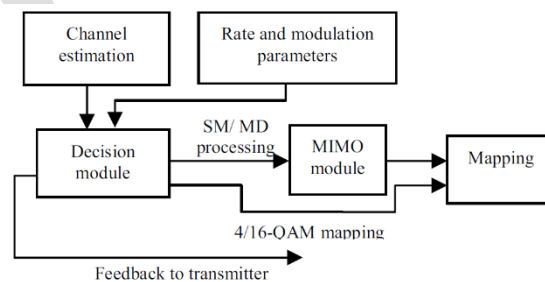 Channel
estimation
Rate and modulation
parameters
SM/ MD
processing
Decision
module
MIMO
module
Mapping
4/16-QAM mapping
Feedback to transmitter